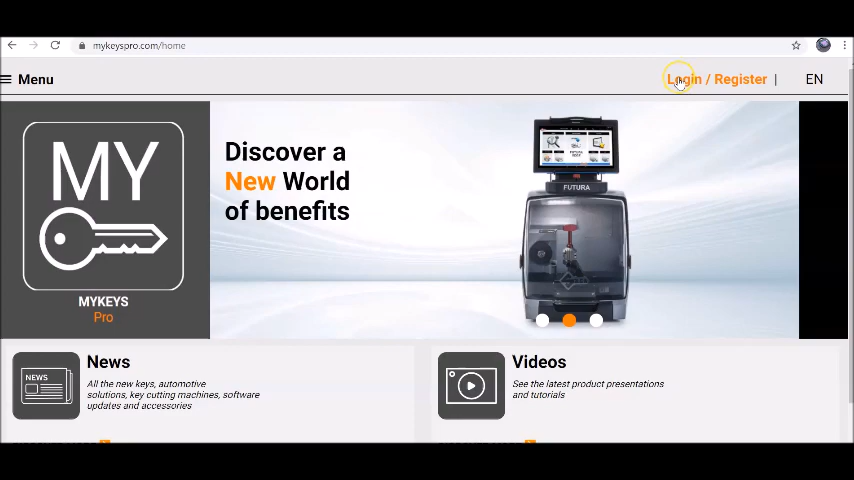 mykeyspro.com/home
Menu
Login / Register |
EN
MY
MYKEYS
Pro
Discover a
New World
of benefits
FUTURA
News
NEWS
All the new keys, automotive
solutions, key cutting machines, software
updates and accessories
Videos
See the latest product presentations
and tutorials